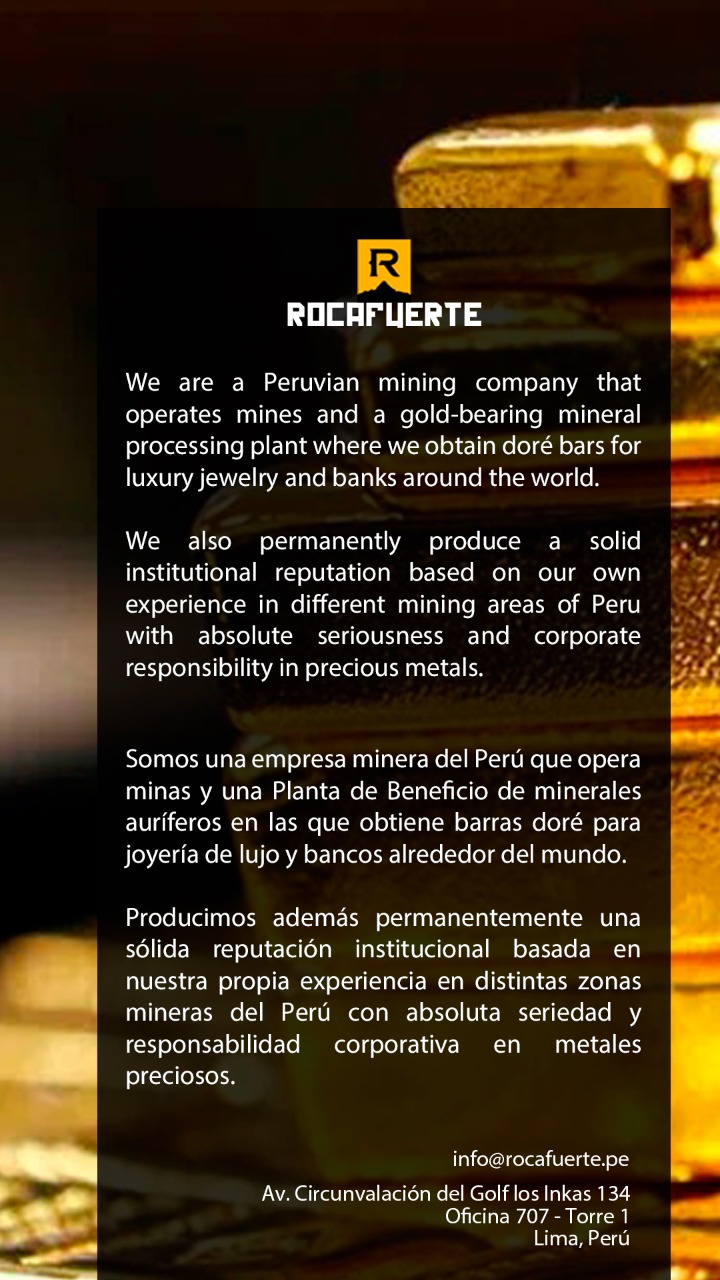 R
ROCAFUERTE
We are a Peruvian mining company that
operates mines and a gold-bearing mineral
processing plant where we obtain doré bars for
luxury jewelry and banks around the world.
We also permanently produce a solid
institutional reputation based on our own
experience in different mining areas of Peru
with absolute seriousness and corporate
responsibility in precious metals.
Somos una empresa minera del Perú que opera
minas y una Planta de Beneficio de minerales
auríferos en las que obtiene barras doré para
joyería de lujo y bancos alrededor del mundo.
Producimos además permanentemente una
sólida reputación institucional basada en
nuestra propia experiencia en distintas zonas
mineras del Perú con absoluta seriedad y
responsabilidad corporativa en metales
preciosos.
info@rocafuerte.pe
Av. Circunvalación del Golf los Inkas 134
Oficina 707 - Torre 1
Lima, Perú